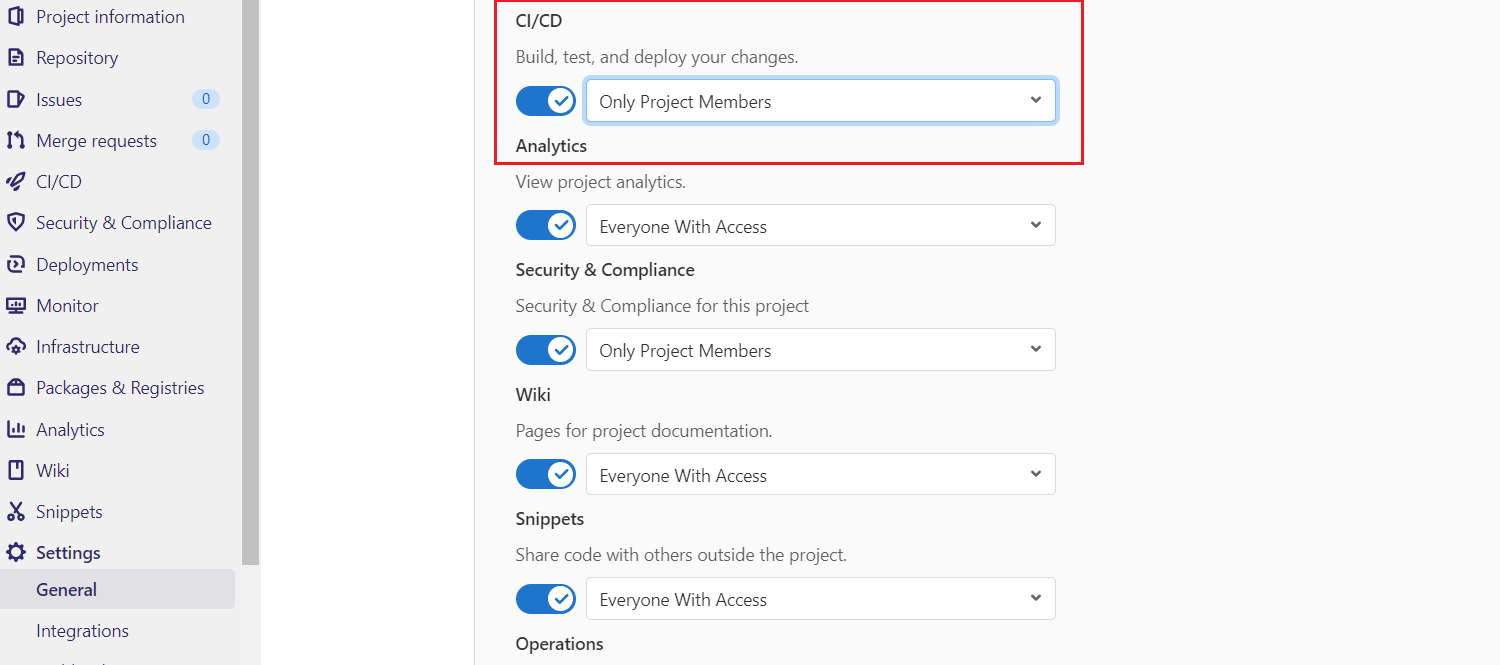 Project information
Repository
Issues 0
Merge requests 0
CI/CD
Security & Compliance
Deployments
Monitor
Infrastructure
Packages & Registries
Analytics
Wiki
Snippets
Settings
General
Integrations
CI/CD
Build, test, and deploy your changes.
Only Project Members
Analytics
View project analytics.
Everyone With Access
Security & Compliance
Security & Compliance for this project
Only Project Members
Wiki
Pages for project documentation.
Everyone With Access
Snippets
Share code with others outside the project.
Everyone With Access
Operations